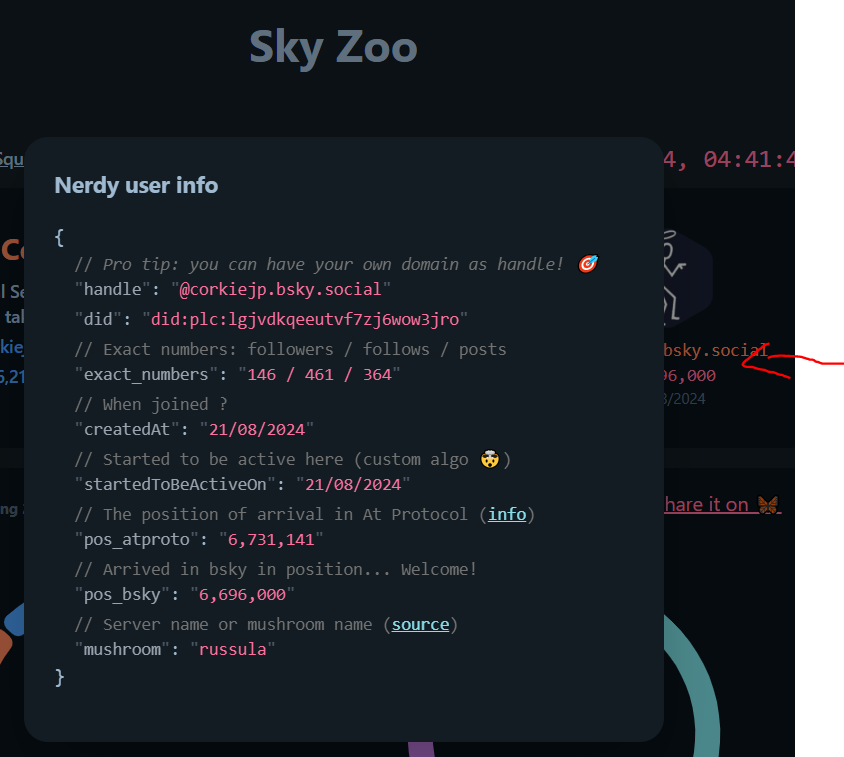 Sky Zoo
Squ
4, 04:41:4
Nerdy user info
{
// Pro tip: you can have your own domain as handle! 🎯
"handle": "@corkiejp.bsky.social"
"did": "did:plc:lgjvdkqeeutvf7zj6wow3jro"
// Exact numbers: followers / follows / posts
"exact_numbers": "146 / 461 / 364"
// When joined ?
"createdAt": "21/08/2024"
// Started to be active here (custom algo 🤯)
"startedToBeActiveOn": "21/08/2024"
// The position of arrival in At Protocol (info)
"pos_atproto": "6,731,141"
// Arrived in bsky in position... Welcome!
"pos_bsky": "6,696,000"
// Server name or mushroom name (source)
"mushroom": "russula"
}
Co
l Se
tal
kie
6,21
ng 2
bsky.social
96,000
8/2024
hare it on 🦋